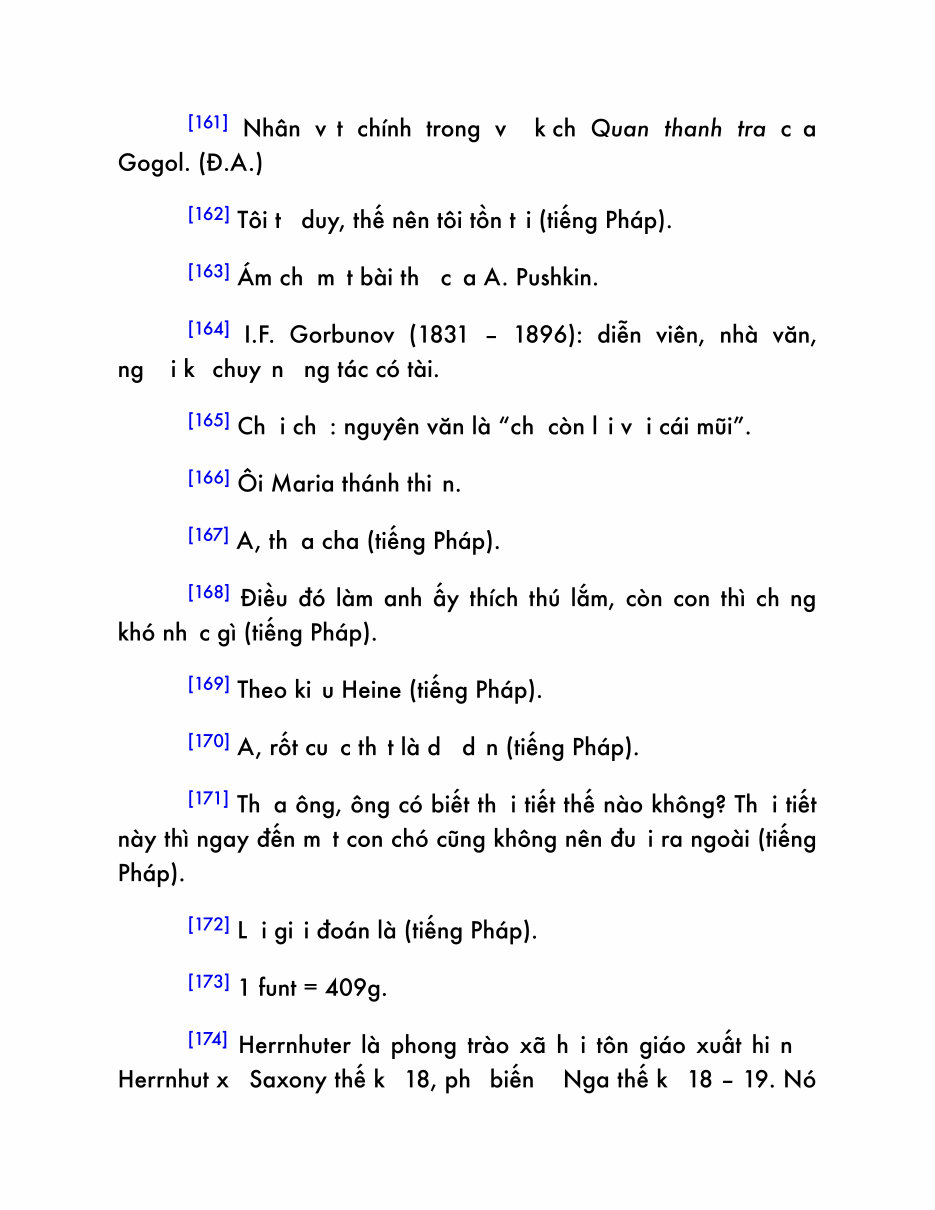 [161] Nhân v t chính trong v k ch Quan thanh tra c a
Gogol. (Đ.A.)
[162] Tôi t duy, thế nên tôi tồn t i (tiếng Pháp).
[163] Ám ch m t bài th c a A. Pushkin.
[164] I.F. Gorbunov (1831 – 1896): diễn viên, nhà văn,
ng i k chuy n ng tác có tài.
[165] Ch i ch : nguyên văn là “ch còn l i v i cái mũi”.
[166] Ôi Maria thánh thi n.
[167] A, th a cha (tiếng Pháp).
[168] Điều đó làm anh ấy thích thú lắm, còn con thì ch ng
khó nh c gì (tiếng Pháp).
[169] Theo ki u Heine (tiếng Pháp).
[170] A, rốt cu c th t là d d n (tiếng Pháp).
[171] Th a ông, ông có biết th i tiết thế nào không? Th i tiết
này thì ngay đến m t con chó cũng không nên đu i ra ngoài (tiếng
Pháp).
[172] L i gi i đoán là (tiếng Pháp).
[173] 1 funt = 409g.
[174] Herrnhuter là phong trào xã h i tôn giáo xuất hi n
Herrnhut x Saxony thế k 18, ph biến Nga thế k 18 – 19. Nó